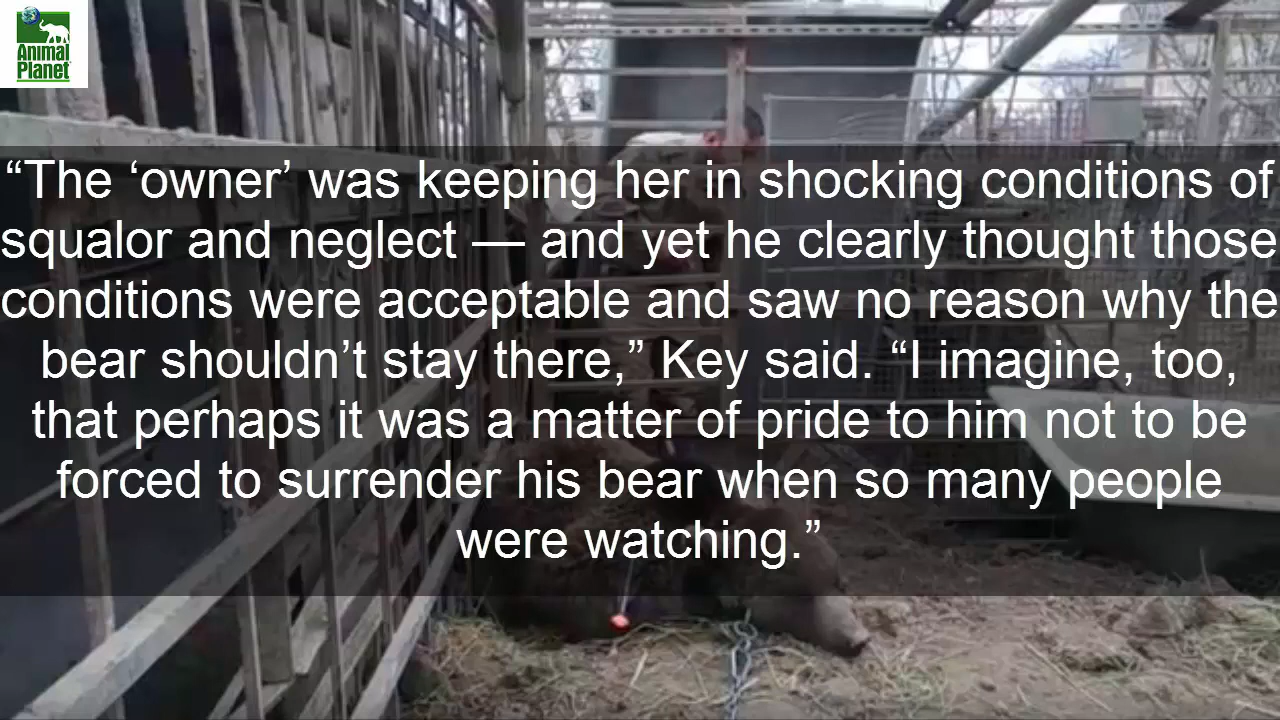 Animal
Planet
“The ‘owner’ was keeping her in shocking conditions of
squalor and neglect — and yet he clearly thought those
conditions were acceptable and saw no reason why the
bear shouldn’t stay there,” Key said. “I imagine, too,
that perhaps it was a matter of pride to him not to be
forced to surrender his bear when so many people
were watching.”